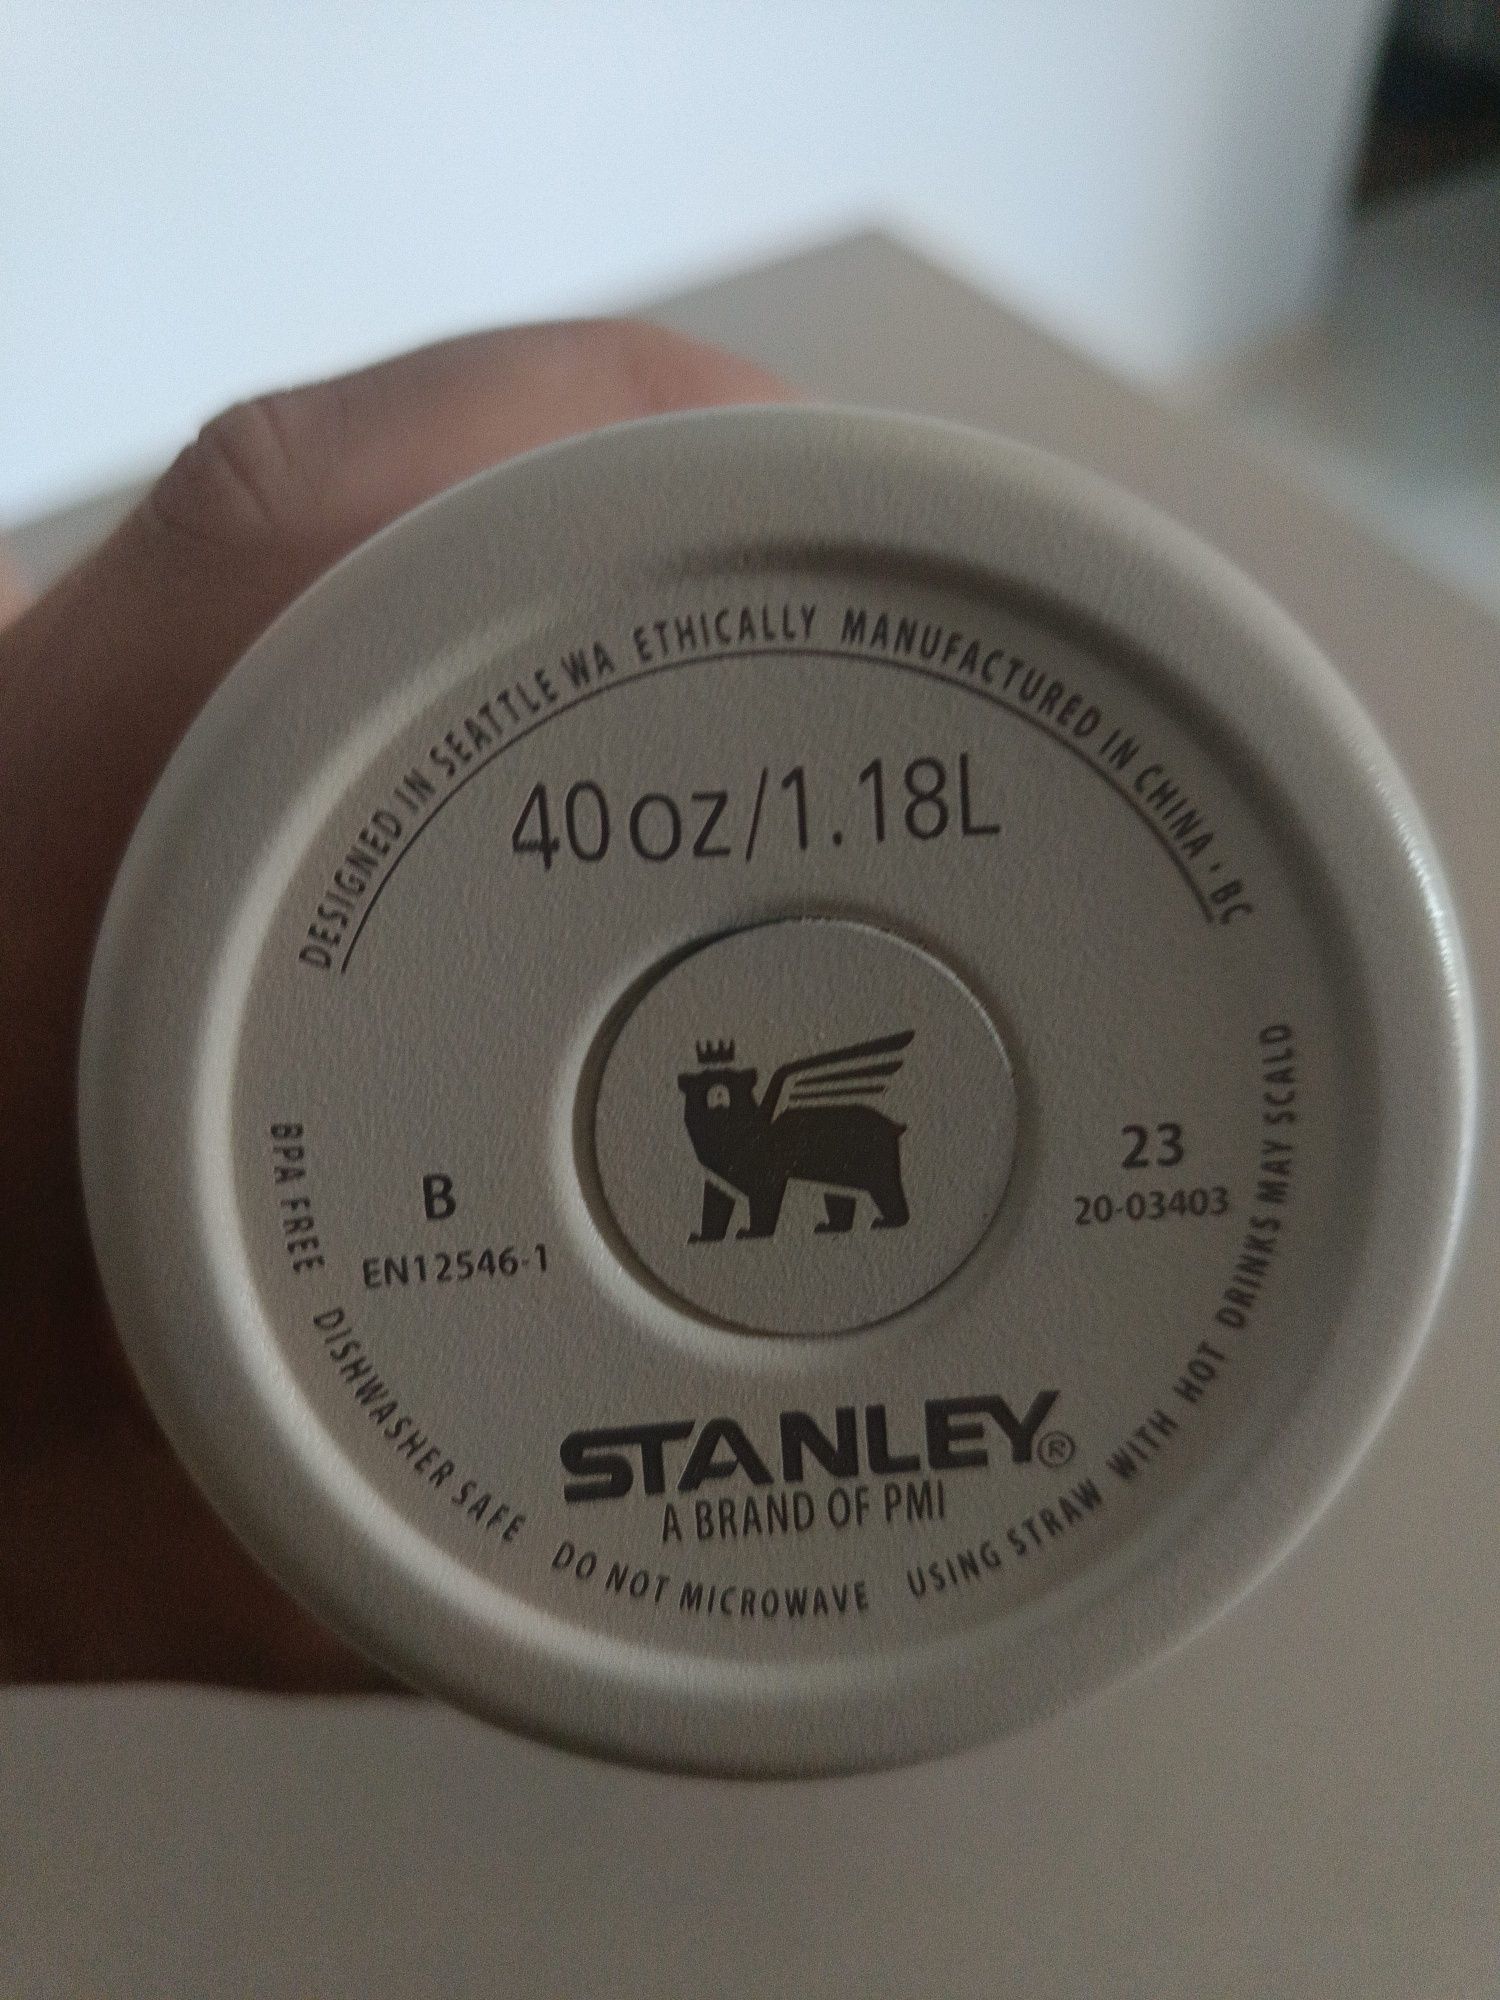 DESIGNED IN SEATTLE WA ETHICALLY MANUFACTURED IN CHINA · BC
40 oz/1.18L
B
EN12546-1
23
20-03403
STANLEY®
A BRAND OF PMI
BPA FREE DISHWASHER SAFE DO NOT MICROWAVE USING STRAW WITH HOT DRINKS MAY SCALD